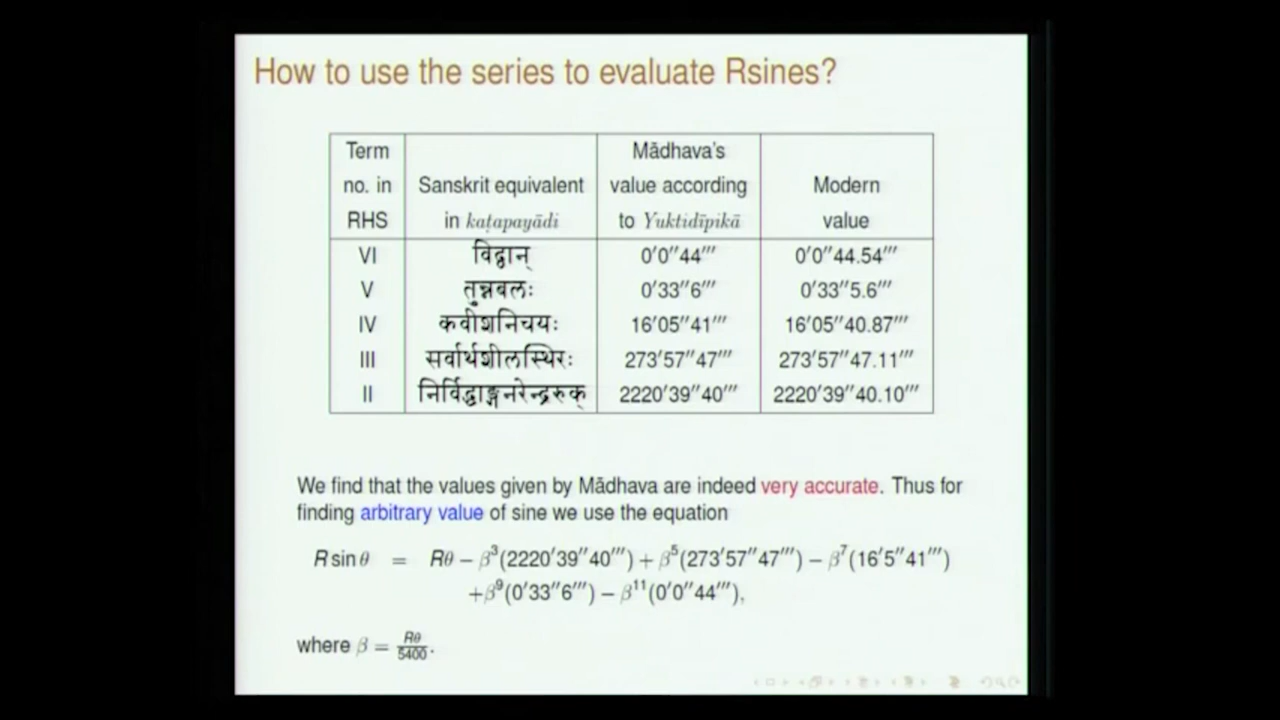 How to use the series to evaluate Rsines?
Term no. in RHS | Sanskrit equivalent in kaṭapayādi | Mādhava's value according to Yuktidīpikā | Modern value
VI | विद्वान् | 0′0″44‴ | 0′0″44.54‴
V | तुन्नबलः | 0′33″6‴ | 0′33″5.6‴
IV | कवीशनिचयः | 16′05″41‴ | 16′05″40.87‴
III | सर्वार्थशीलस्थिरः | 273′57″47‴ | 273′57″47.11‴
II | निर्विद्धाङ्गनरेन्द्ररुक् | 2220′39″40‴ | 2220′39″40.10‴
We find that the values given by Mādhava are indeed very accurate. Thus for
finding arbitrary value of sine we use the equation
R sin θ = Rθ − β³(2220′39″40‴) + β⁵(273′57″47‴) − β⁷(16′5″41‴)
+β⁹(0′33″6‴) − β¹¹(0′0″44‴),
where β = Rθ/5400.